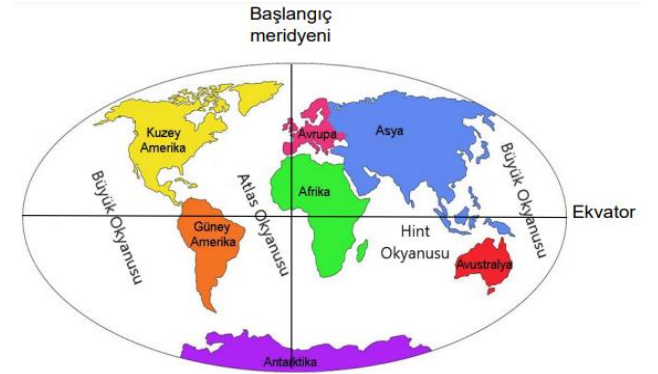 Başlangıç
meridyeni
Kuzey
Amerika
Avrupa
Asya
Afrika
Büyük Okyanusu
Atlas Okyanusu
Büyük Okyanusu
Ekvator
Güney
Amerika
Hint
Okyanusu
Avustralya
Antarktika